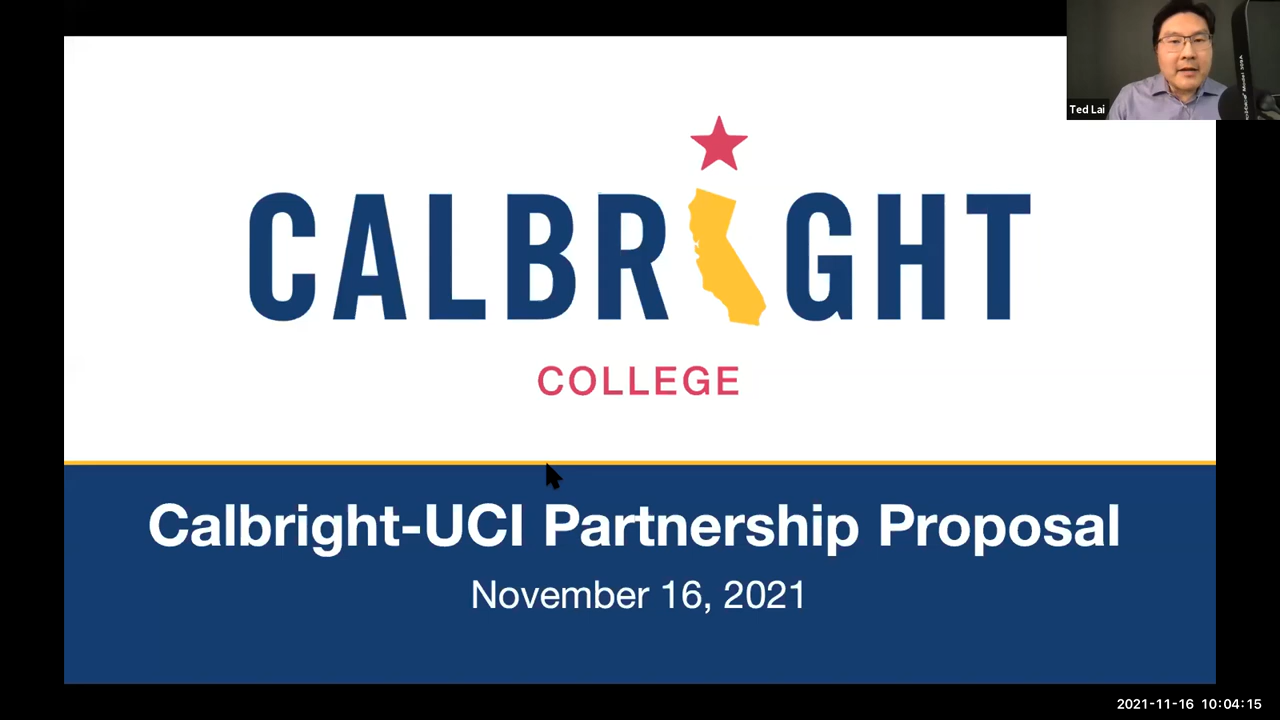 Ted Lai
CALBRIGHT
COLLEGE
Calbright-UCI Partnership Proposal
November 16, 2021
2021-11-16 10:04:15